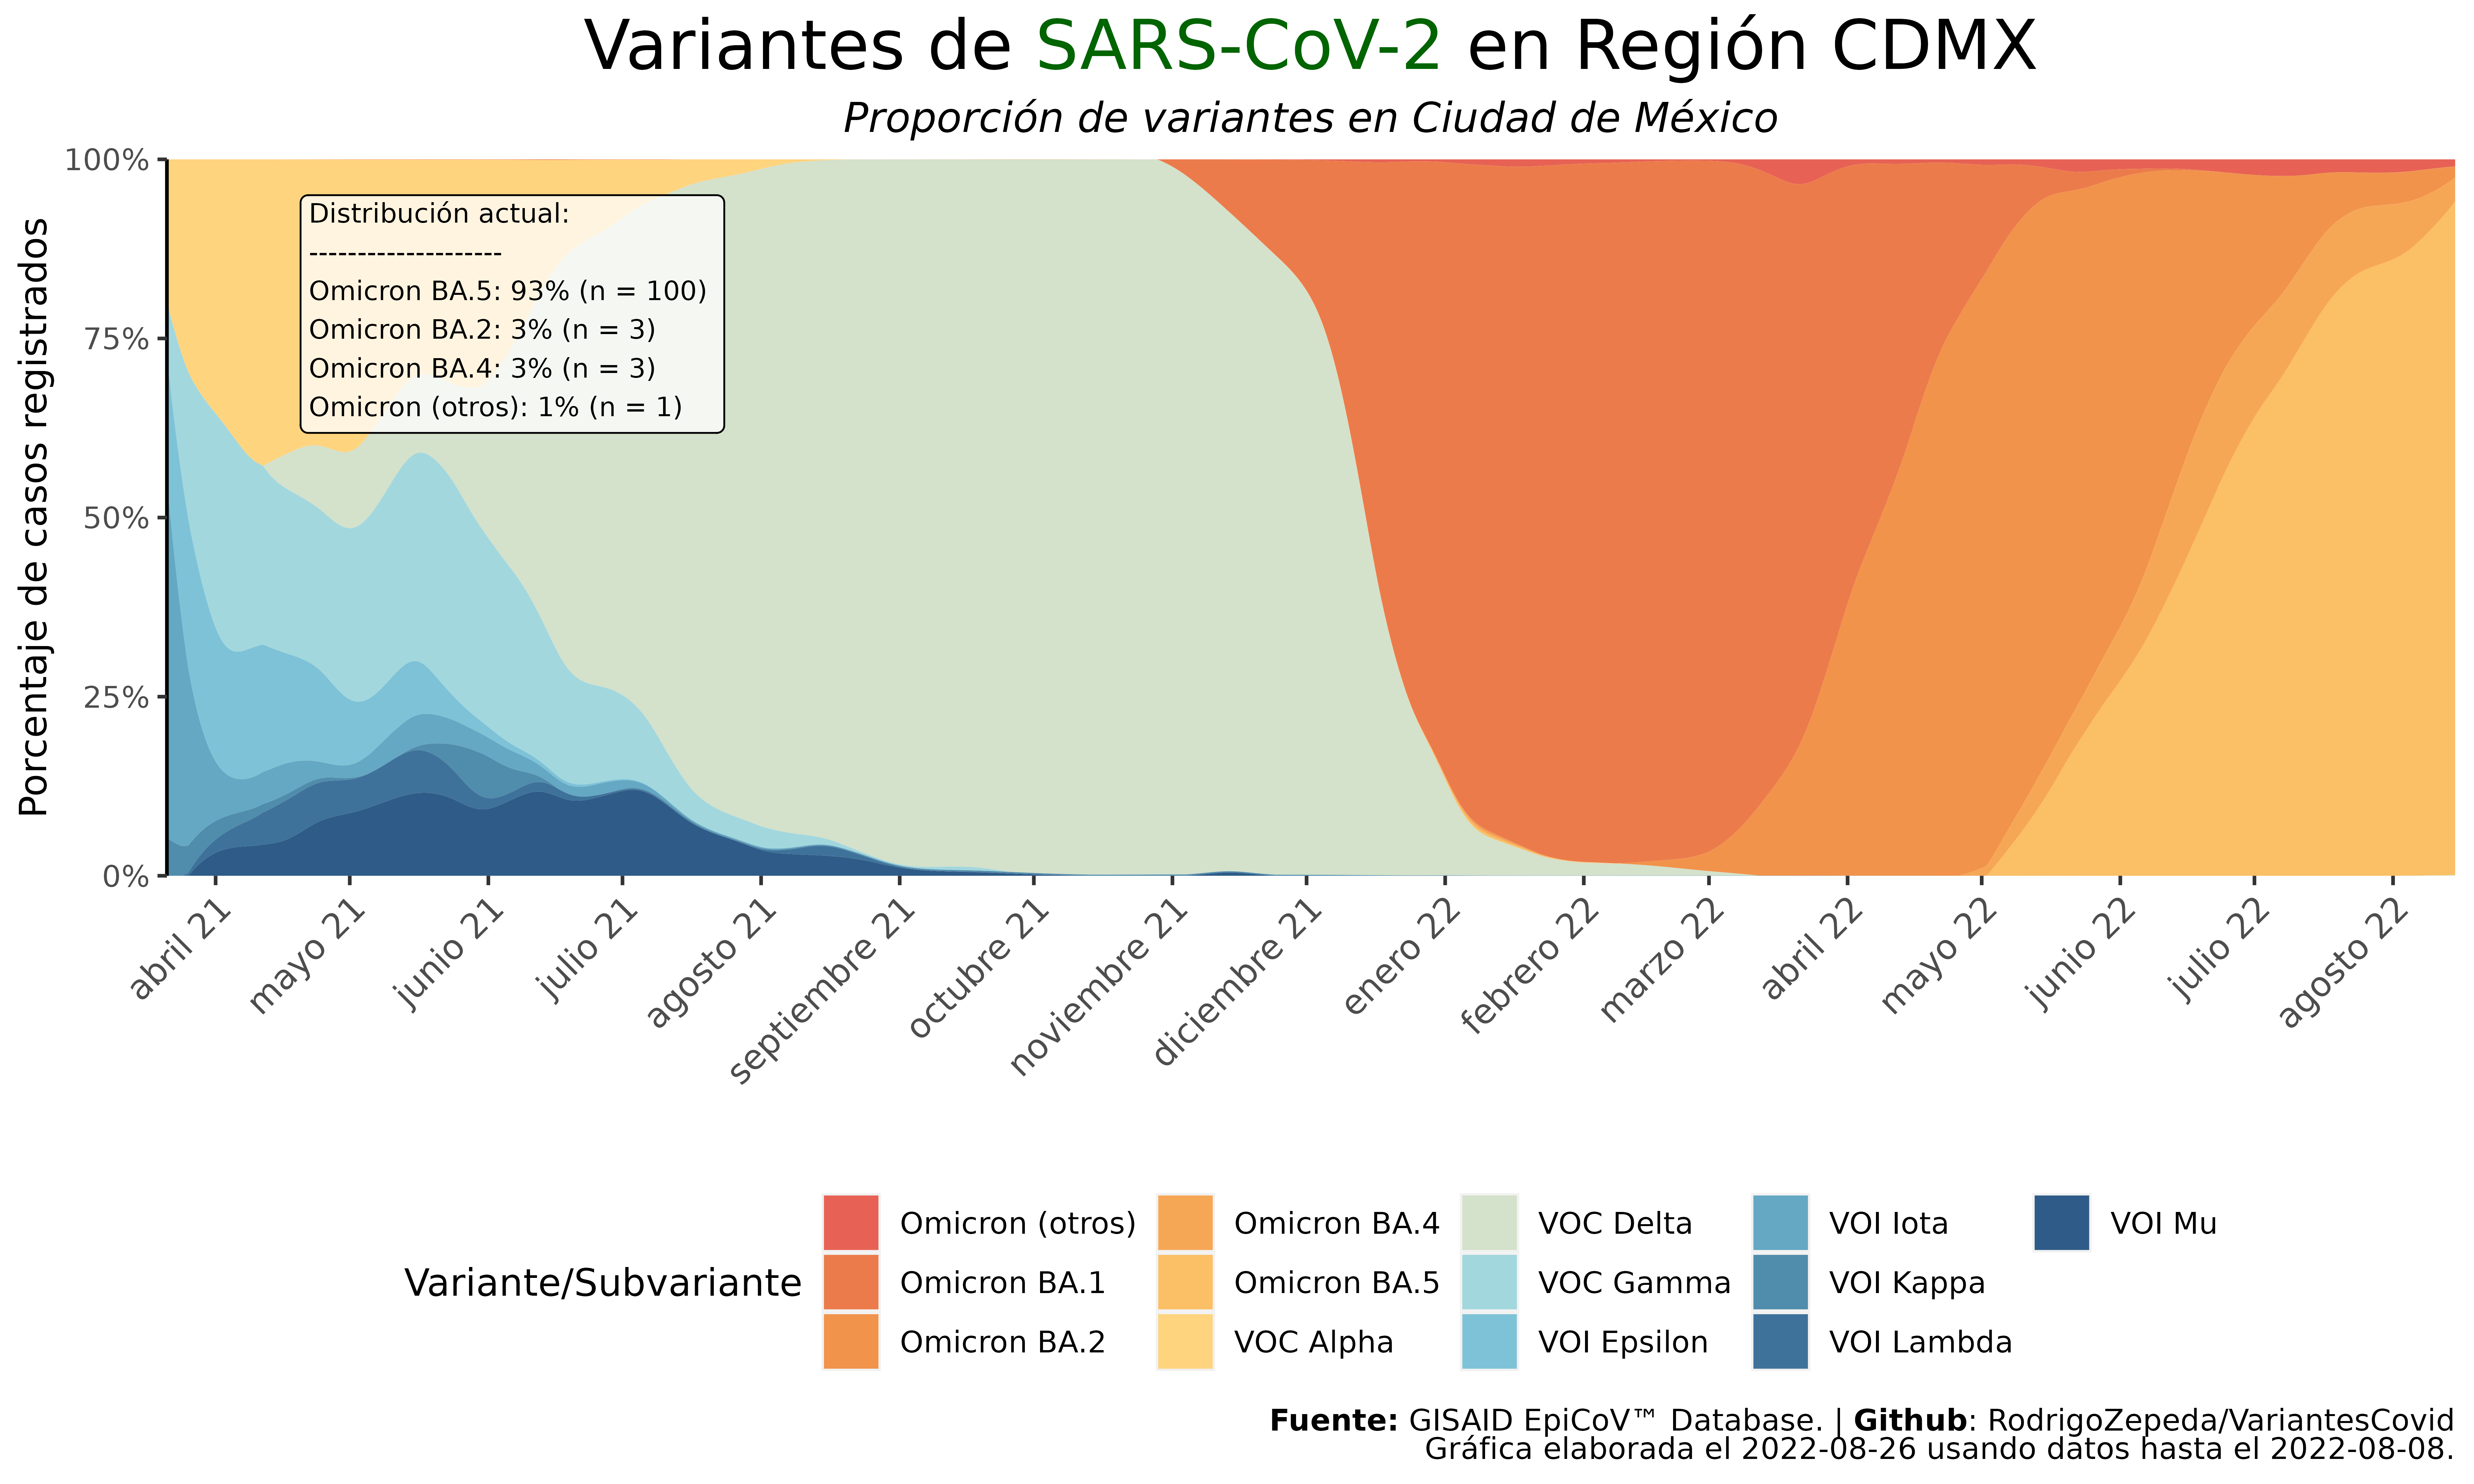 Variantes de SARS-CoV-2 en Región CDMX
Proporción de variantes en Ciudad de México
Porcentaje de casos registrados
100%
75%
50%
25%
0%
Distribución actual:
--------------------
Omicron BA.5: 93% (n = 100)
Omicron BA.2: 3% (n = 3)
Omicron BA.4: 3% (n = 3)
Omicron (otros): 1% (n = 1)
abril 21
mayo 21
junio 21
julio 21
agosto 21
septiembre 21
octubre 21
noviembre 21
diciembre 21
enero 22
febrero 22
marzo 22
abril 22
mayo 22
junio 22
julio 22
agosto 22
Variante/Subvariante
Omicron (otros)
Omicron BA.1
Omicron BA.2
Omicron BA.4
Omicron BA.5
VOC Alpha
VOC Delta
VOC Gamma
VOI Epsilon
VOI Iota
VOI Kappa
VOI Lambda
VOI Mu
Fuente: GISAID EpiCoV™ Database. | Github: RodrigoZepeda/VariantesCovid
Gráfica elaborada el 2022-08-26 usando datos hasta el 2022-08-08.